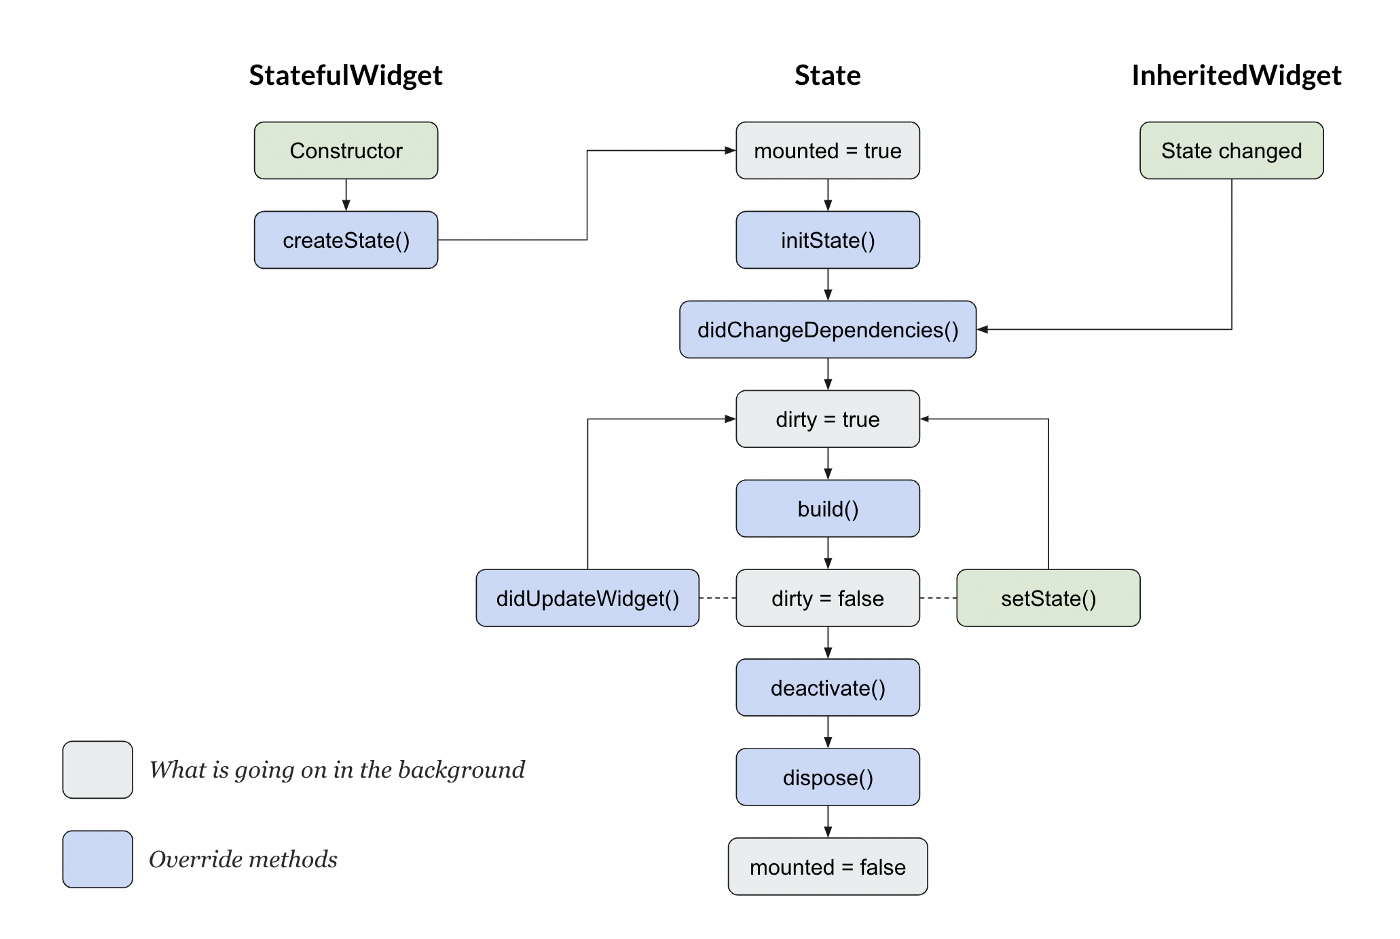 StatefulWidget
State
InheritedWidget
Constructor
mounted = true
State changed
createState()
initState()
didChangeDependencies()
dirty = true
build()
didUpdateWidget()
dirty = false
setState()
deactivate()
What is going on in the background
dispose()
Override methods
mounted = false